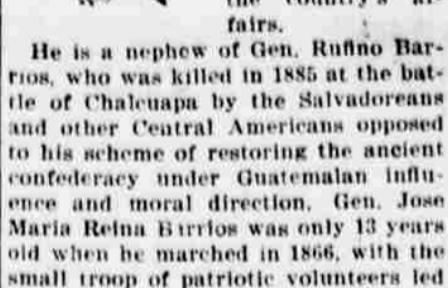 the country's af-
fairs.
He is a nephew of Gen. Rufino Bar-
rios, who was killed in 1885 at the bat-
tle of Chalcuapa by the Salvadoreans
and other Central Americans opposed
to his scheme of restoring the ancient
confederacy under Guatemalan influ-
ence and moral direction. Gen. Jose
Maria Reina Barrios was only 13 years
old when he marched in 1866, with the
small troop of patriotic volunteers led